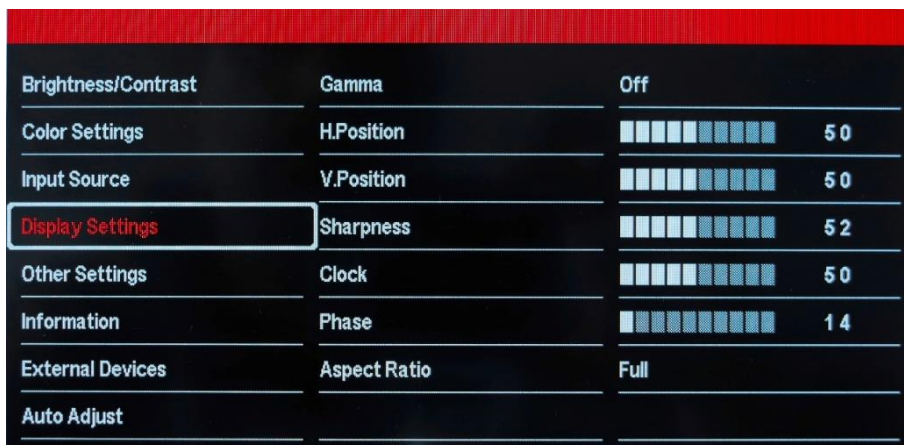 Brightness/Contrast Gamma Off
Color Settings H.Position 50
Input Source V.Position 50
Display Settings Sharpness 52
Other Settings Clock 50
Information Phase 14
External Devices Aspect Ratio Full
Auto Adjust